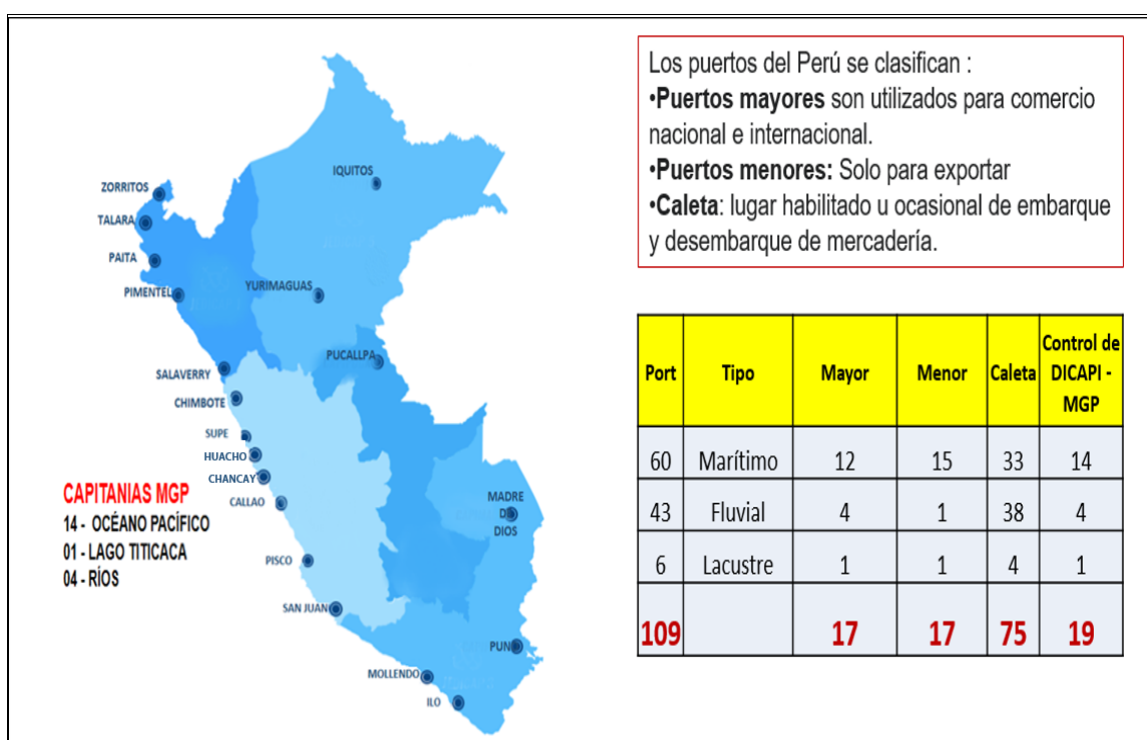 Los puertos del Perú se clasifican :
•Puertos mayores son utilizados para comercio
nacional e internacional.
•Puertos menores: Solo para exportar
•Caleta: lugar habilitado u ocasional de embarque
y desembarque de mercadería.
ZORRITOS
TALARA
PAITA
PIMENTEL
IQUITOS
YURIMAGUAS
PUCALLPA
SALAVERRY
CHIMBOTE
SUPE
HUACHO
CHANCAY
CALLAO
MADRE
DE
DIOS
PISCO
SAN JUAN
PUN
MOLLENDO
ILO
CAPITANIAS MGP
14 - OCÉANO PACÍFICO
01 - LAGO TITICACA
04 - RÍOS
Port Tipo Mayor Menor Caleta Control de
DICAPI -
MGP
60 Marítimo 12 15 33 14
43 Fluvial 4 1 38 4
6 Lacustre 1 1 4 1
109 17 17 75 19